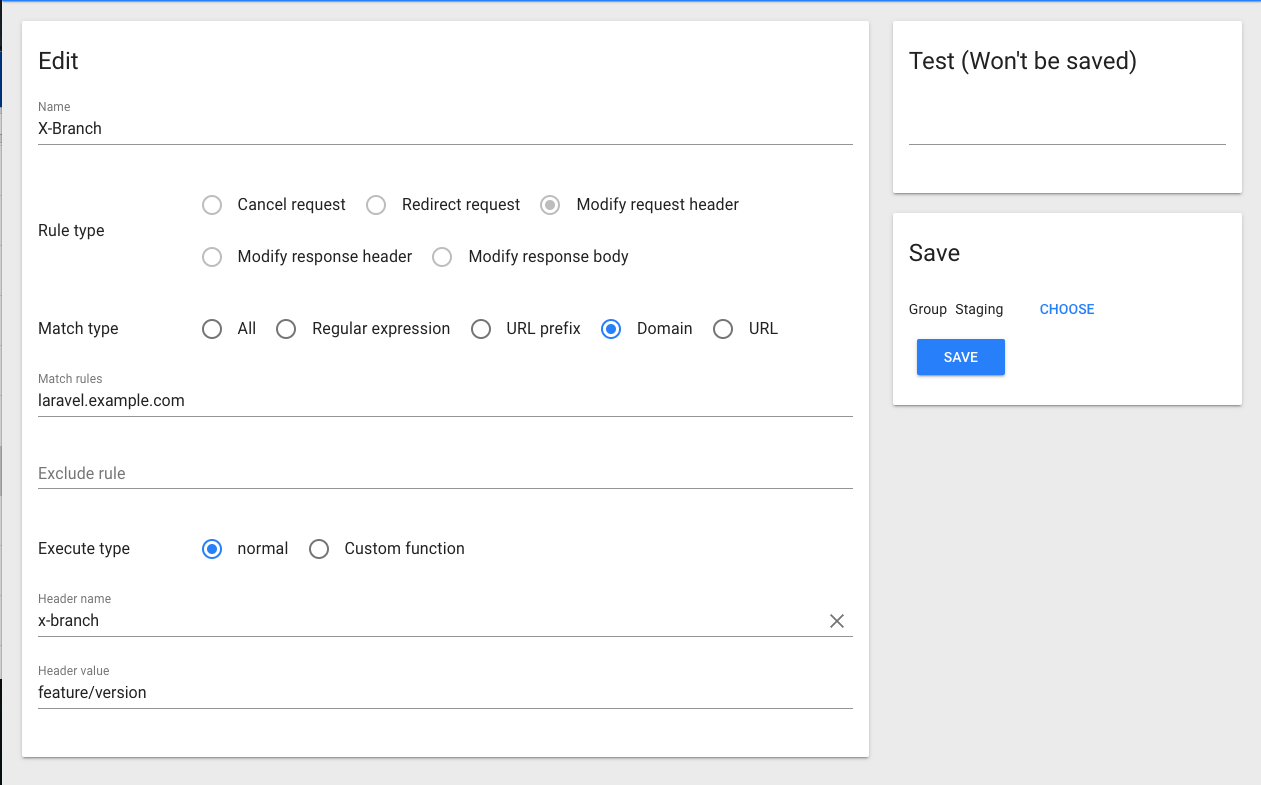 Edit
Name
X-Branch
Rule type
Cancel request Redirect request Modify request header
Modify response header Modify response body
Match type
All Regular expression URL prefix Domain URL
Match rules
laravel.example.com
Exclude rule
Execute type
normal Custom function
Header name
x-branch
Header value
feature/version
Test (Won't be saved)
Save
Group Staging CHOOSE
SAVE